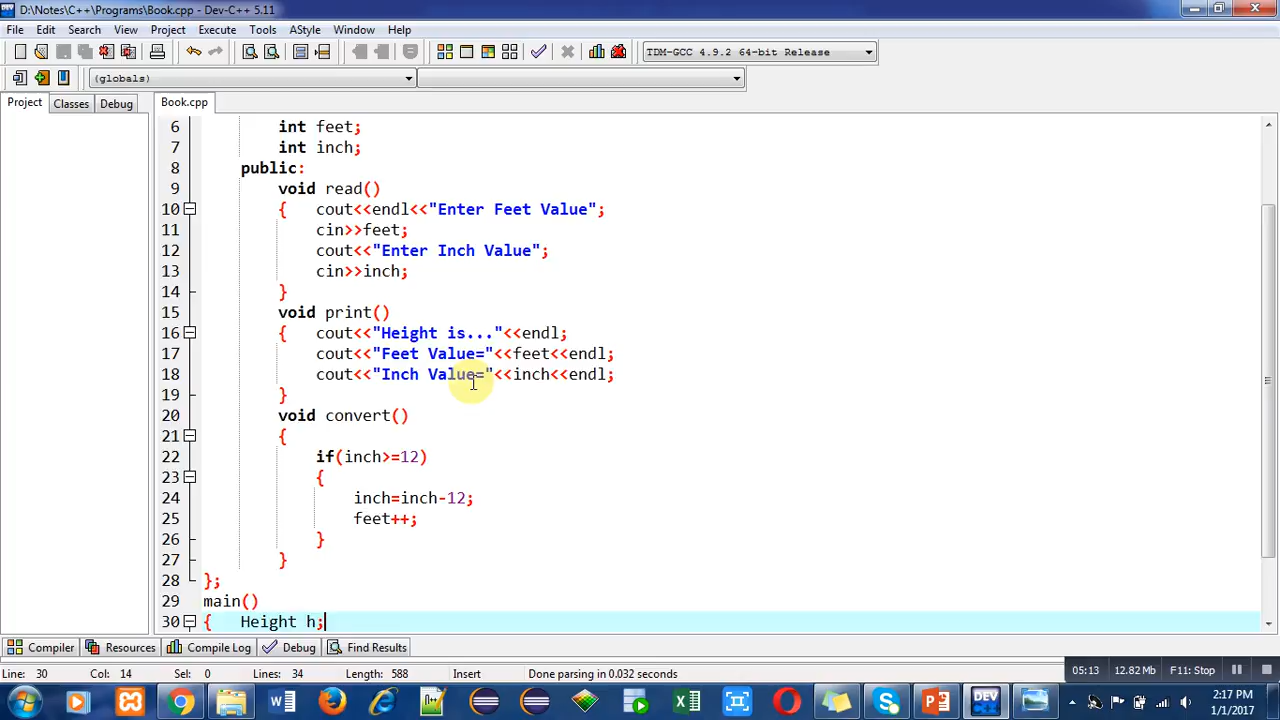 D:\Notes\C++\Programs\Book.cpp - Dev-C++ 5.11
File Edit Search View Project Execute Tools AStyle Window Help
TDM-GCC 4.9.2 64-bit Release
(globals)
Project Classes Debug Book.cpp
6 int feet;
7 int inch;
8 public:
9 void read()
10 { cout<<endl<<"Enter Feet Value";
11 cin>>feet;
12 cout<<"Enter Inch Value";
13 cin>>inch;
14 }
15 void print()
16 { cout<<"Height is..."<<endl;
17 cout<<"Feet Value="<<feet<<endl;
18 cout<<"Inch Value="<<inch<<endl;
19 }
20 void convert()
21 {
22 if(inch>=12)
23 {
24 inch=inch-12;
25 feet++;
26 }
27 }
28 };
29 main()
30 { Height h;
Compiler Resources Compile Log Debug Find Results
Line: 30 Col: 14 Sel: 0 Lines: 34 Length: 588 Insert Done parsing in 0.032 seconds
05:13 12.82 Mb F11: Stop
2:17 PM
1/1/2017